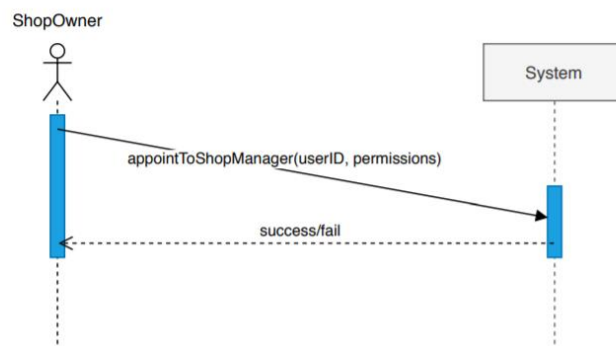 ShopOwner
System
appointToShopManager(userID, permissions)
success/fail